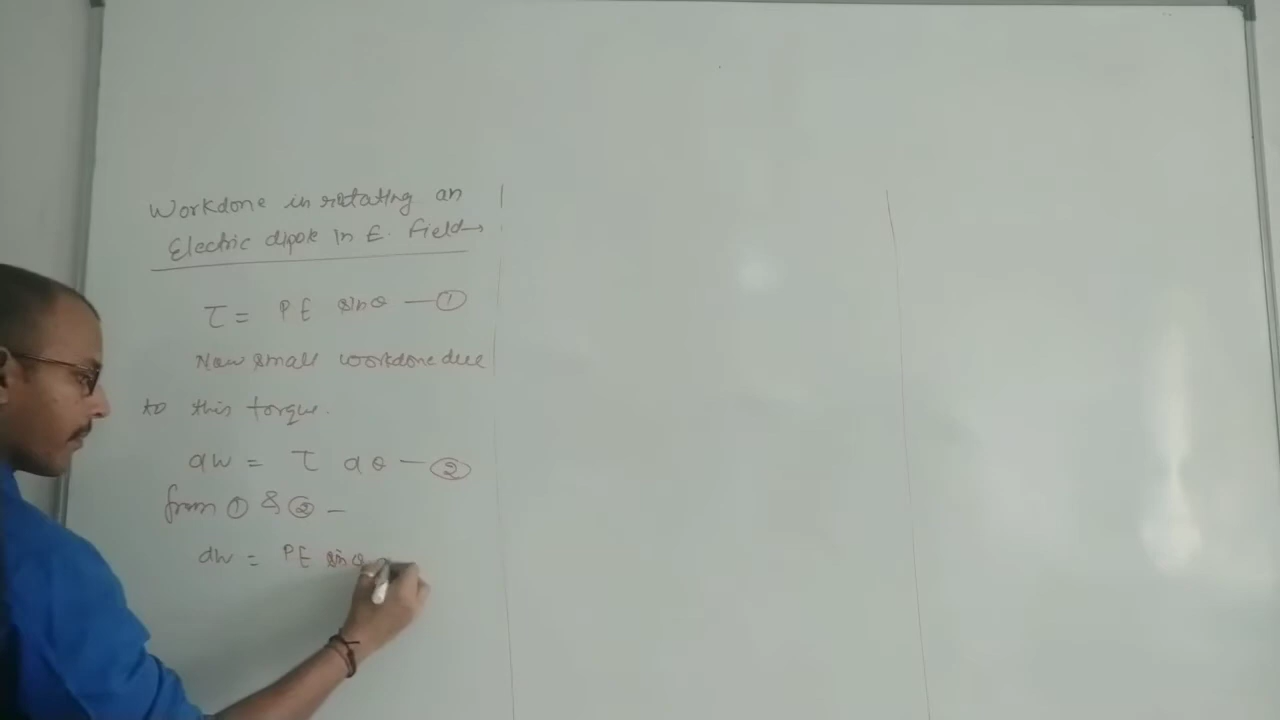 Workdone in rotating an
Electric dipole in E. field→
τ = PE sinθ — ①
Now small workdone due
to this torque.
dw = τ dθ — ②
from ① & ② —
dw = PE sinθ